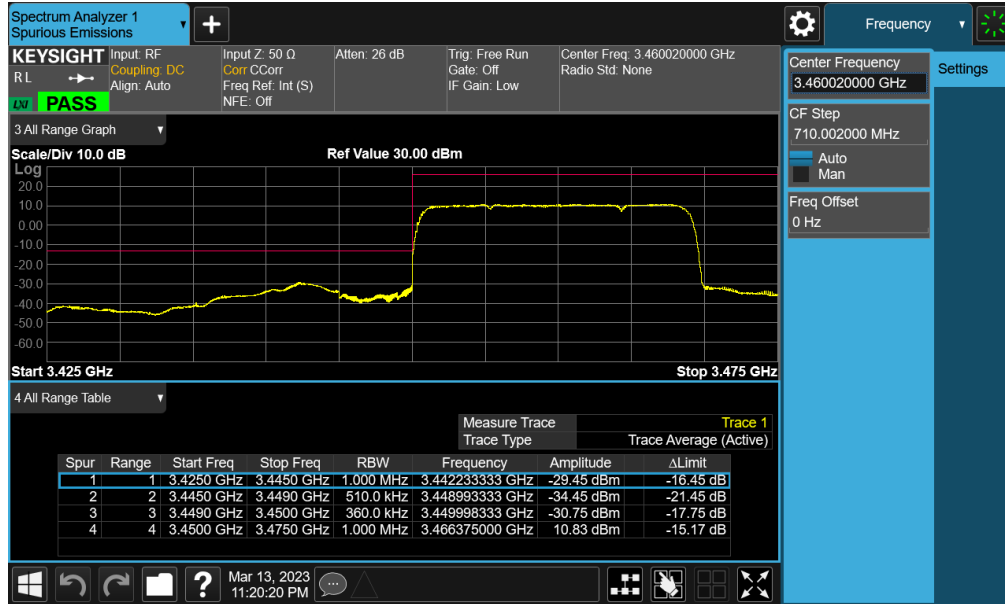 Spectrum Analyzer 1
Spurious Emissions
+
Frequency
KEYSIGHT
R L
LXI
PASS
Input: RF
Coupling: DC
Align: Auto
Input Z: 50 Ω
Corr CCorr
Freq Ref: Int (S)
NFE: Off
Atten: 26 dB
Trig: Free Run
Gate: Off
IF Gain: Low
Center Freq: 3.460020000 GHz
Radio Std: None
Center Frequency
3.460020000 GHz
Settings
CF Step
710.002000 MHz
Auto
Man
Freq Offset
0 Hz
3 All Range Graph
Scale/Div 10.0 dB
Ref Value 30.00 dBm
Log
20.0
10.0
0.00
-10.0
-20.0
-30.0
-40.0
-50.0
-60.0
Start 3.425 GHz
Stop 3.475 GHz
4 All Range Table
Measure Trace Trace 1
Trace Type Trace Average (Active)
Spur Range Start Freq Stop Freq RBW Frequency Amplitude ΔLimit
1 1 3.4250 GHz 3.4450 GHz 1.000 MHz 3.442233333 GHz -29.45 dBm -16.45 dB
2 2 3.4450 GHz 3.4490 GHz 510.0 kHz 3.448993333 GHz -34.45 dBm -21.45 dB
3 3 3.4490 GHz 3.4500 GHz 360.0 kHz 3.449998333 GHz -30.75 dBm -17.75 dB
4 4 3.4500 GHz 3.4750 GHz 1.000 MHz 3.466375000 GHz 10.83 dBm -15.17 dB
?
Mar 13, 2023
11:20:20 PM